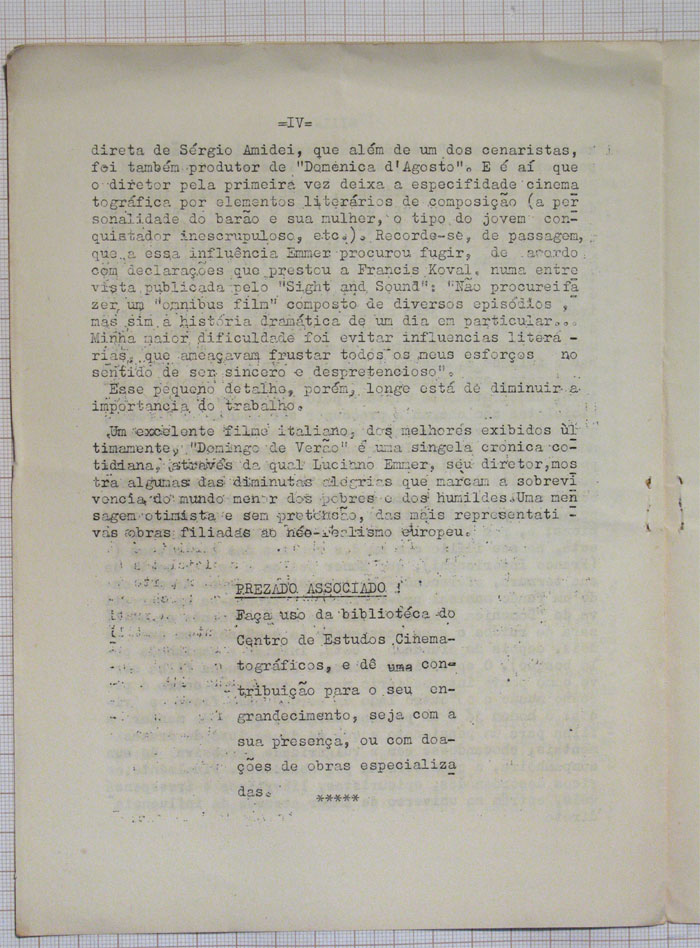 =IV=
direta de Sérgio Amidei, que além de um dos cenaristas,
foi também produtor de "Domenica d'Agosto". E é aí que
o diretor pela primeira vez deixa a especifidade cinema
tográfica por elementos literários de composição (a per
sonalidade do barão e sua mulher, o tipo do jovem con-
quistador inescrupuloso, etc.). Recorde-se, de passagem,
que a essa influência Emmer procurou fugir, de acordo
com declarações que prestou a Francis Koval, numa entre
vista publicada pelo "Sight and Sound": "Não procurei fa
zer um "omnibus film" composto de diversos episódios ,
mas sim a história dramática de um dia em particular...
Minha maior dificuldade foi evitar influencias literá -
rias, que ameaçavam frustar todos os meus esforços no
sentido de ser sincero e despretencioso".
Esse pequeno detalhe, porém, longe está de diminuir a
importancia do trabalho.
Um excelente filme italiano, dos melhores exibidos ùl
timamente, "Domingo de Verão" é uma singela cronica co-
tidiana, através da qual Luciano Emmer, seu diretor,mos
tra algumas das diminutas alegrias que marcam a sobrevi
vencia do mundo menor dos pobres e dos humildes.Uma men
sagem otimista e sem pretenção, das mais representati -
vas obras filiadas ao néo-realismo europeu.
PREZADO ASSOCIADO !
Faça uso da bibliotéca do
Centro de Estudos Cinema-
tográficos, e dê uma con-
tribuição para o seu en-
grandecimento, seja com a
sua presença, ou com doa-
ções de obras especializa
das.
*****